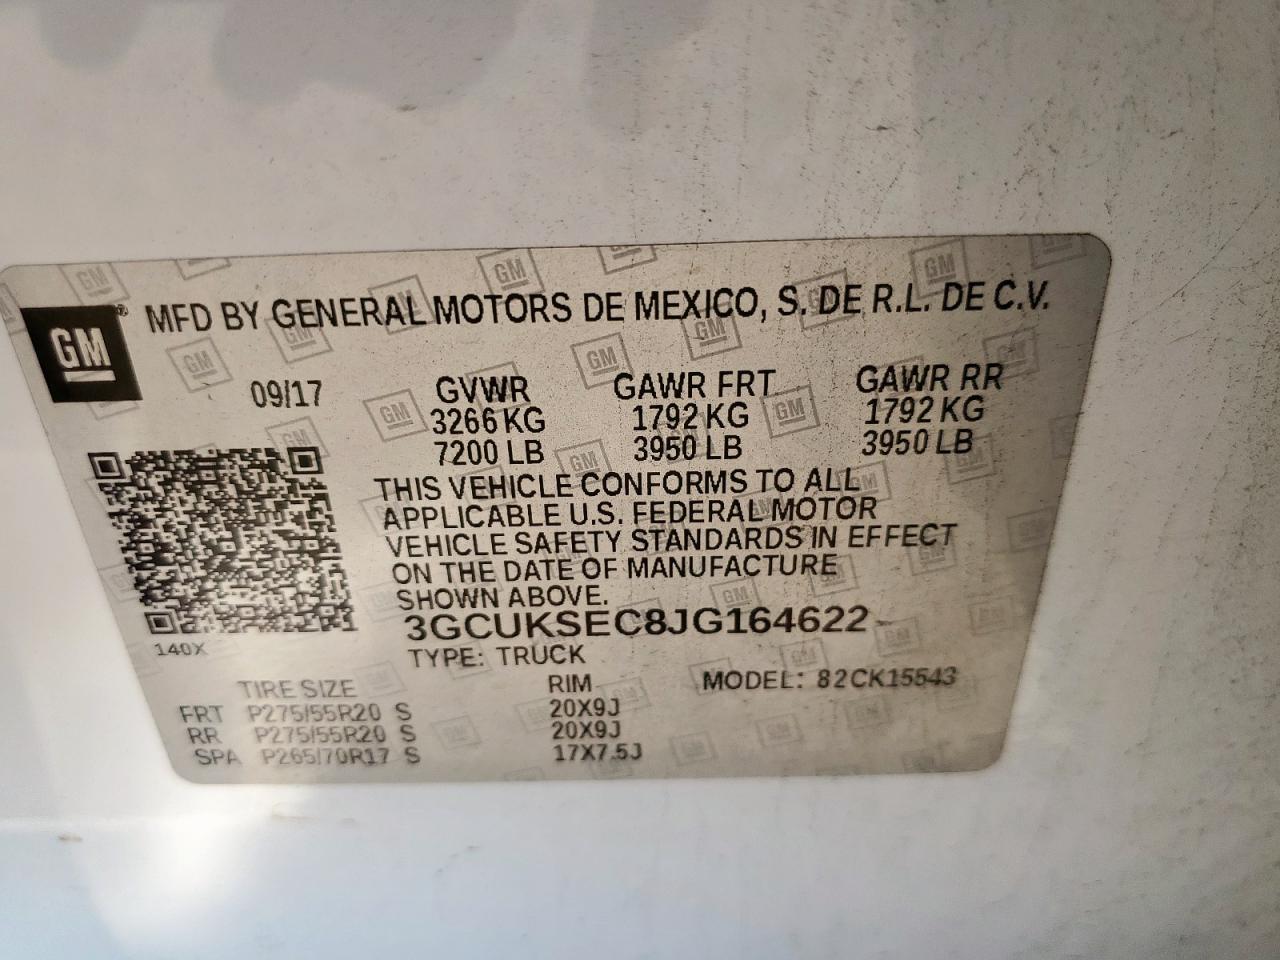 GM® MFD BY GENERAL MOTORS DE MEXICO, S. DE R.L. DE C.V.
09/17 GVWR GAWR FRT GAWR RR
3266 KG 1792 KG 1792 KG
7200 LB 3950 LB 3950 LB
THIS VEHICLE CONFORMS TO ALL
APPLICABLE U.S. FEDERAL MOTOR
VEHICLE SAFETY STANDARDS IN EFFECT
ON THE DATE OF MANUFACTURE
SHOWN ABOVE.
3GCUKSEC8JG164622
140X
TYPE: TRUCK
TIRE SIZE RIM MODEL: 82CK15543
FRT P275/55R20 S 20X9J
RR P275/55R20 S 20X9J
SPA P265/70R17 S 17X7.5J